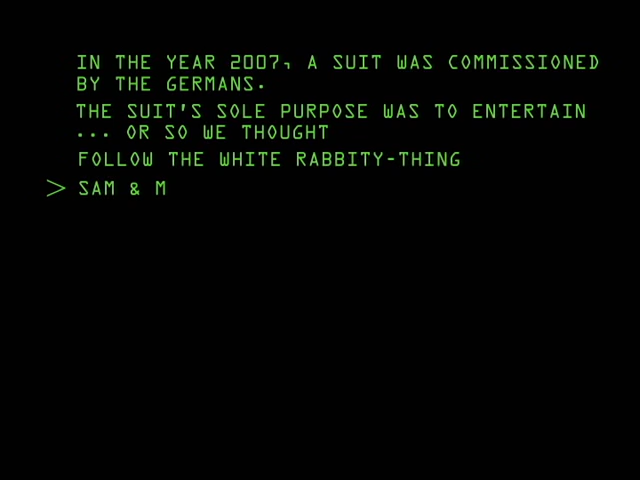 IN THE YEAR 2007, A SUIT WAS COMMISSIONED
BY THE GERMANS.
THE SUIT'S SOLE PURPOSE WAS TO ENTERTAIN
... OR SO WE THOUGHT
FOLLOW THE WHITE RABBITY-THING
> SAM & M